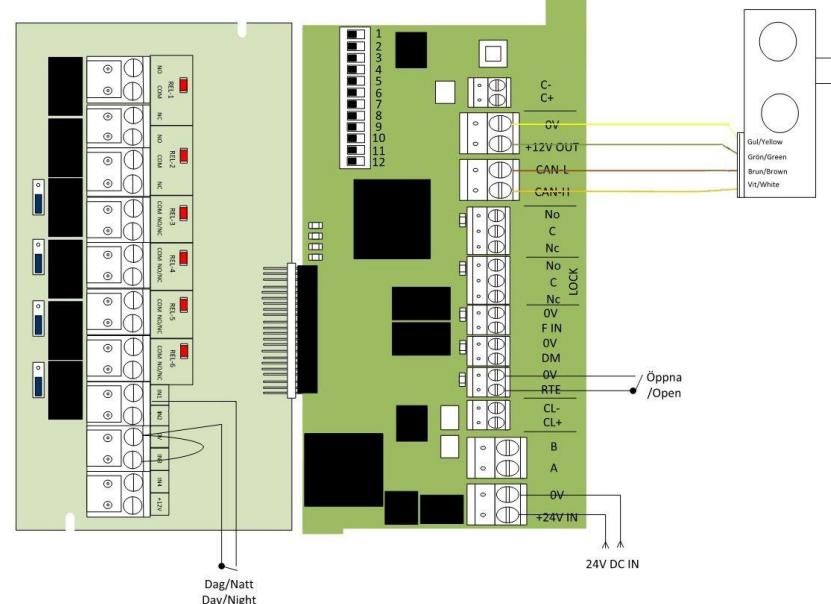 NO
COM
REL-1
NC
NO
COM
REL-2
NC
COM NO/NC
REL-3
COM NO/NC
REL-4
COM NO/NC
REL-5
COM NO/NC
REL-6
IN1
IN2
0V
IN3
IN4
+12V
Dag/Natt
Day/Night
1
2
3
4
5
6
7
8
9
10
11
12
C-
C+
0V
+12V OUT
CAN-L
CAN-H
No
C
Nc
No
C
Nc
LOCK
0V
F IN
0V
DM
0V
RTE
CL-
CL+
B
A
0V
+24V IN
Gul/Yellow
Grön/Green
Brun/Brown
Vit/White
Öppna
/Open
24V DC IN